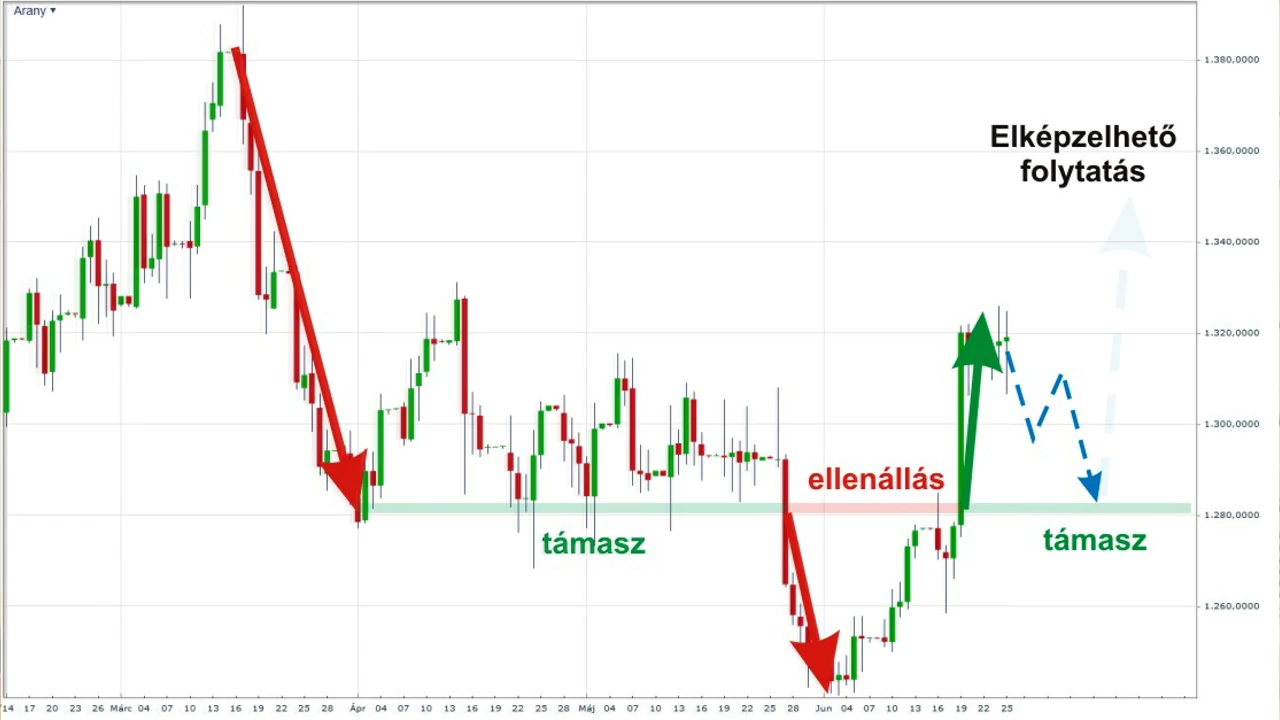 Arany ▾
1.380,0000
Elképzelhető
folytatás
1.360,0000
1.340,0000
1.320,0000
1.300,0000
ellenállás
1.280,0000
támasz
támasz
1.260,0000
'14 17 20 23 26 Márc 04 07 10 13 16 19 22 25 28 Ápr 04 07 10 13 16 19 22 25 28 Máj 04 07 10 13 16 19 22 25 28 Jun 04 07 10 13 16 19 22 25